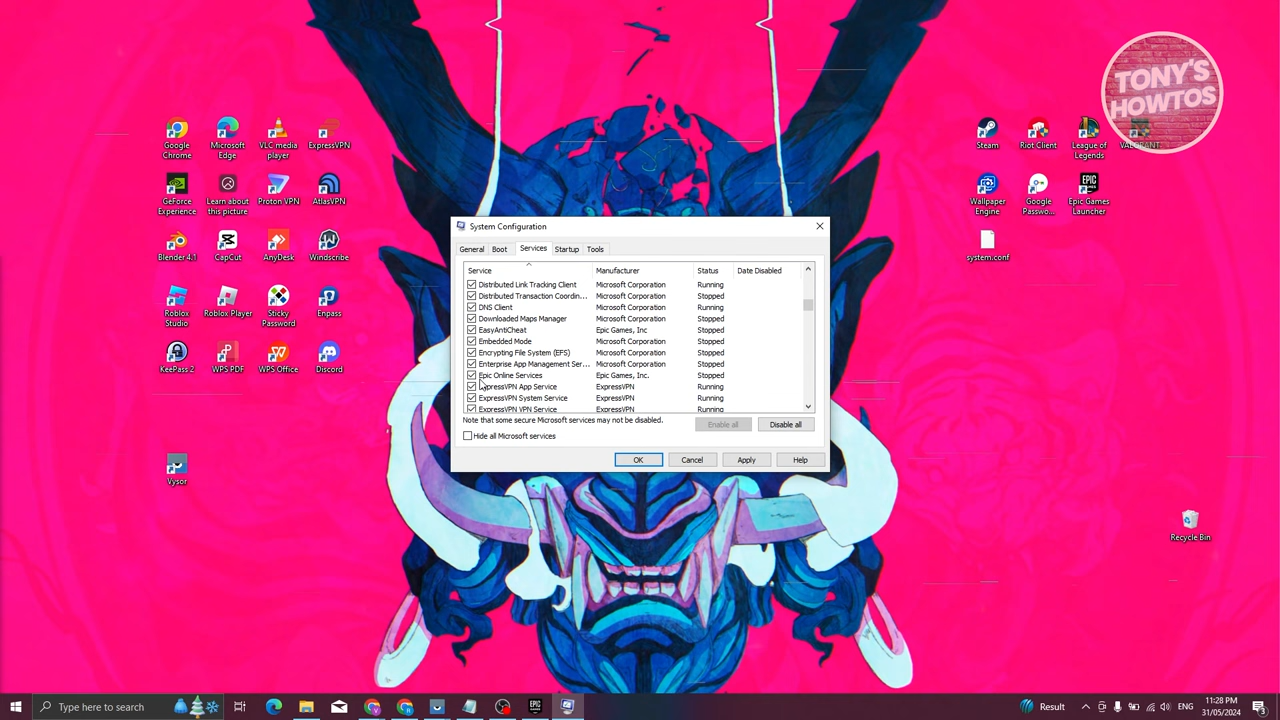 TONY'S
HOWTOS
Google
Chrome
Microsoft
Edge
VLC media
player
ExpressVPN
GeForce
Experience
Learn about
this picture
Proton VPN
AtlasVPN
Blender 4.1
CapCut
AnyDesk
Windscribe
Roblox
Studio
Roblox Player
Sticky
Password
Enpass
KeePass 2
WPS PDF
WPS Office
Discord
Vysor
Steam
Riot Client
League of
Legends
VALORANT
Wallpaper
Engine
Google
Passwo...
EPIC
GAMES
Epic Games
Launcher
system.conf
Recycle Bin
System Configuration
General Boot Services Startup Tools
Service Manufacturer Status Date Disabled
Distributed Link Tracking Client Microsoft Corporation Running
Distributed Transaction Coordin... Microsoft Corporation Stopped
DNS Client Microsoft Corporation Running
Downloaded Maps Manager Microsoft Corporation Stopped
EasyAntiCheat Epic Games, Inc Stopped
Embedded Mode Microsoft Corporation Stopped
Encrypting File System (EFS) Microsoft Corporation Stopped
Enterprise App Management Ser... Microsoft Corporation Stopped
Epic Online Services Epic Games, Inc. Stopped
ExpressVPN App Service ExpressVPN Running
ExpressVPN System Service ExpressVPN Running
ExpressVPN VPN Service ExpressVPN Running
Note that some secure Microsoft services may not be disabled.
Enable all Disable all
Hide all Microsoft services
OK Cancel Apply Help
Type here to search
EPIC
Result
ENG
11:28 PM
31/05/2024